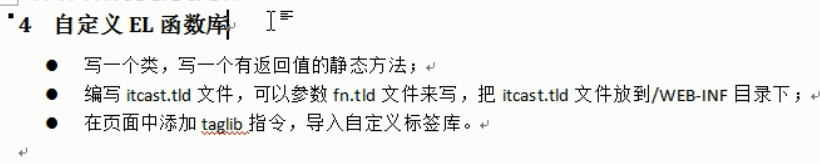 4 自定义 EL 函数库
● 写一个类，写一个有返回值的静态方法；
● 编写 itcast.tld 文件，可以参数 fn.tld 文件来写，把 itcast.tld 文件放到/WEB-INF 目录下；
● 在页面中添加 taglib 指令，导入自定义标签库。